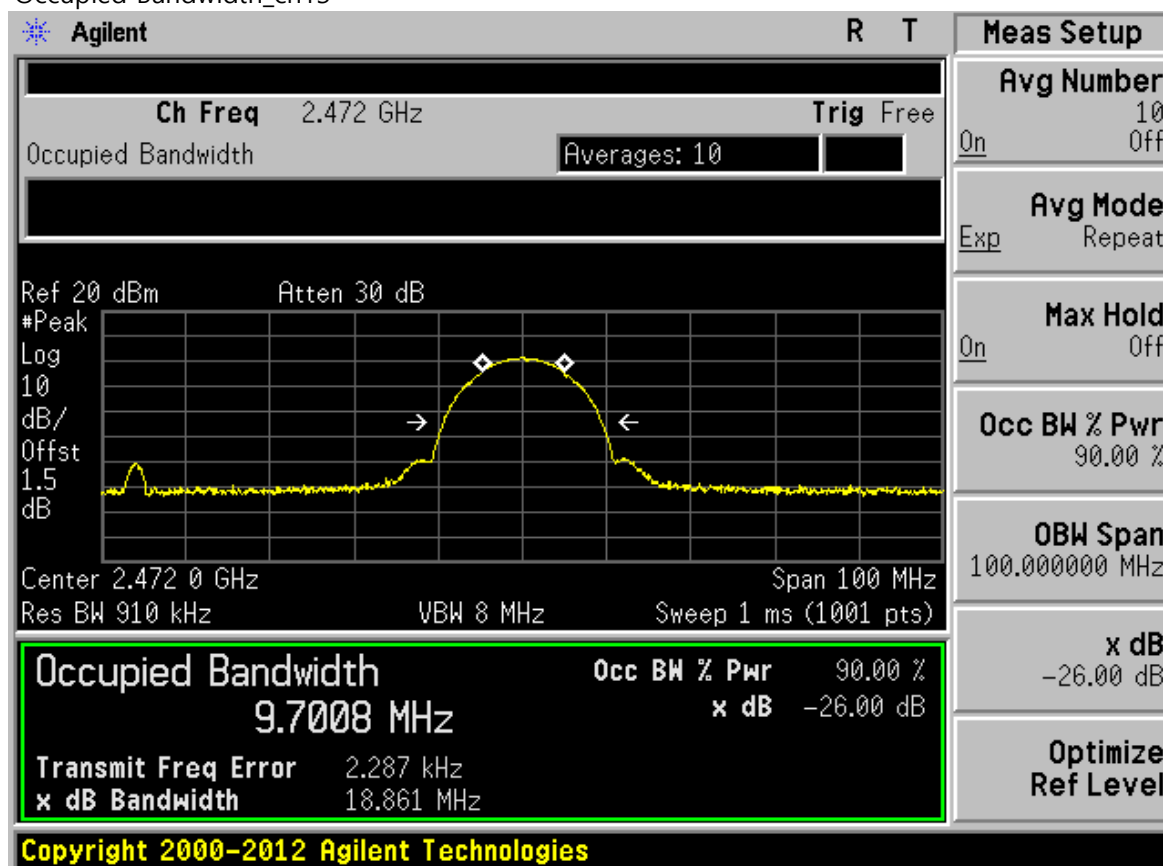 Occupied Bandwidth_ch13
Agilent R T
Ch Freq 2.472 GHz Trig Free
Occupied Bandwidth Averages: 10
Ref 20 dBm Atten 30 dB
#Peak
Log
10
dB/
Offst
1.5
dB
Center 2.472 0 GHz Span 100 MHz
Res BW 910 kHz VBW 8 MHz Sweep 1 ms (1001 pts)
Occupied Bandwidth Occ BW % Pwr 90.00 %
9.7008 MHz x dB -26.00 dB
Transmit Freq Error 2.287 kHz
x dB Bandwidth 18.861 MHz
Meas Setup
Avg Number
10
On Off
Avg Mode
Exp Repeat
Max Hold
On Off
Occ BW % Pwr
90.00 %
OBW Span
100.000000 MHz
x dB
-26.00 dB
Optimize
Ref Level
Copyright 2000-2012 Agilent Technologies